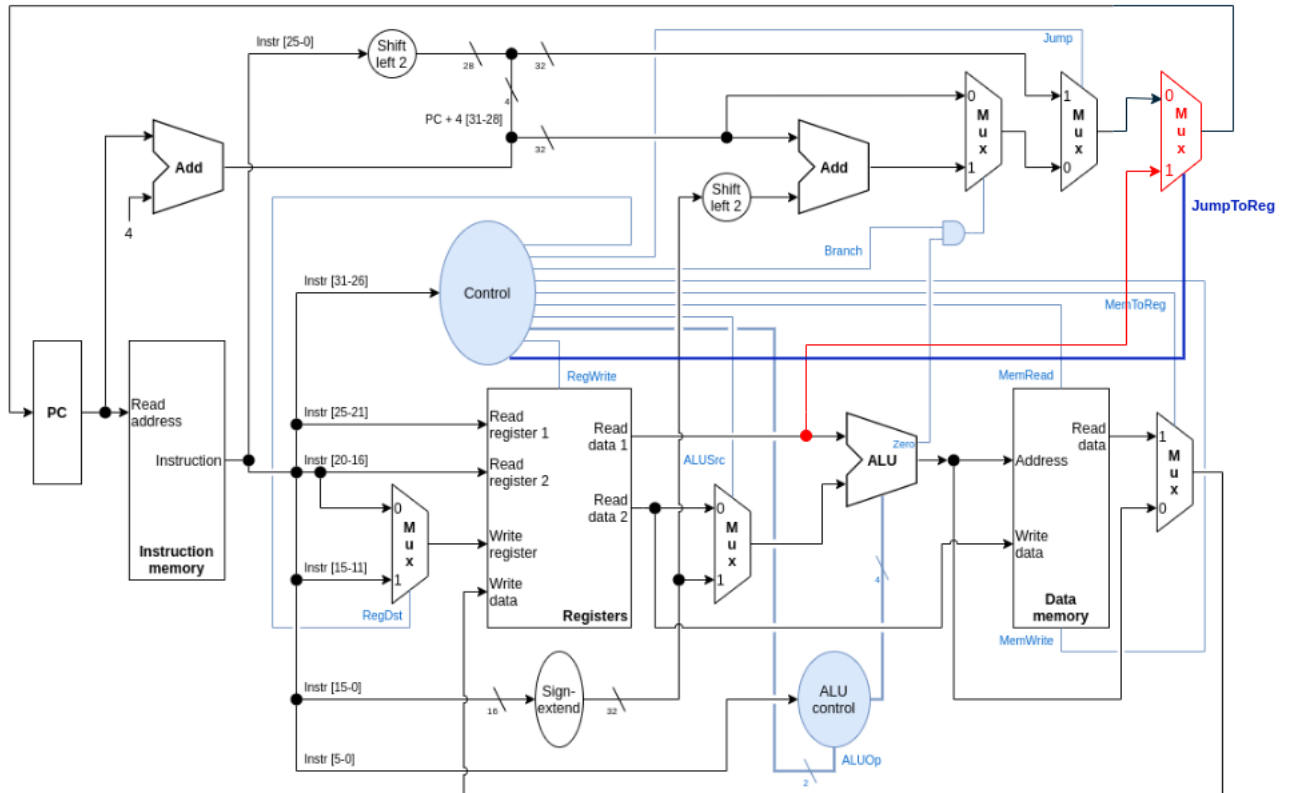 Instr [25-0]
Shift
left 2
28
32
Jump
4
PC + 4 [31-28]
32
0
M
u
x
1
1
M
u
x
0
0
M
u
x
1
Add
4
Add
Shift
left 2
JumpToReg
Branch
Instr [31-26]
Control
MemToReg
RegWrite
MemRead
PC
Read
address
Instruction
Instruction
memory
Instr [25-21]
Instr [20-16]
Instr [15-11]
0
M
u
x
1
RegDst
Read
register 1
Read
register 2
Write
register
Write
data
Read
data 1
Read
data 2
Registers
ALUSrc
0
M
u
x
1
Zero
ALU
4
Address
Write
data
Read
data
Data
memory
MemWrite
1
M
u
x
0
Instr [15-0]
16
Sign-
extend
32
ALU
control
Instr [5-0]
ALUOp
2